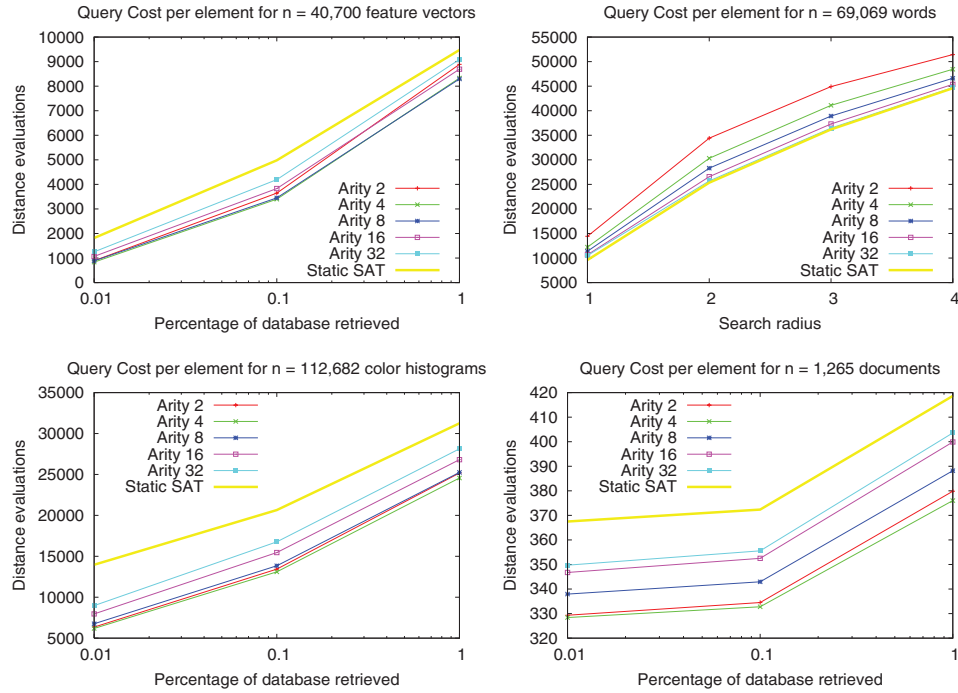 Query Cost per element for n = 40,700 feature vectors
10000
9000
8000
7000
6000
5000
4000
3000
2000
1000
0
Distance evaluations
Arity 2
Arity 4
Arity 8
Arity 16
Arity 32
Static SAT
0.01
0.1
1
Percentage of database retrieved
Query Cost per element for n = 69,069 words
55000
50000
45000
40000
35000
30000
25000
20000
15000
10000
5000
Distance evaluations
Arity 2
Arity 4
Arity 8
Arity 16
Arity 32
Static SAT
1
2
3
4
Search radius
Query Cost per element for n = 112,682 color histograms
35000
30000
25000
20000
15000
10000
5000
Distance evaluations
Arity 2
Arity 4
Arity 8
Arity 16
Arity 32
Static SAT
0.01
0.1
1
Percentage of database retrieved
Query Cost per element for n = 1,265 documents
420
410
400
390
380
370
360
350
340
330
320
Distance evaluations
Arity 2
Arity 4
Arity 8
Arity 16
Arity 32
Static SAT
0.01
0.1
1
Percentage of database retrieved